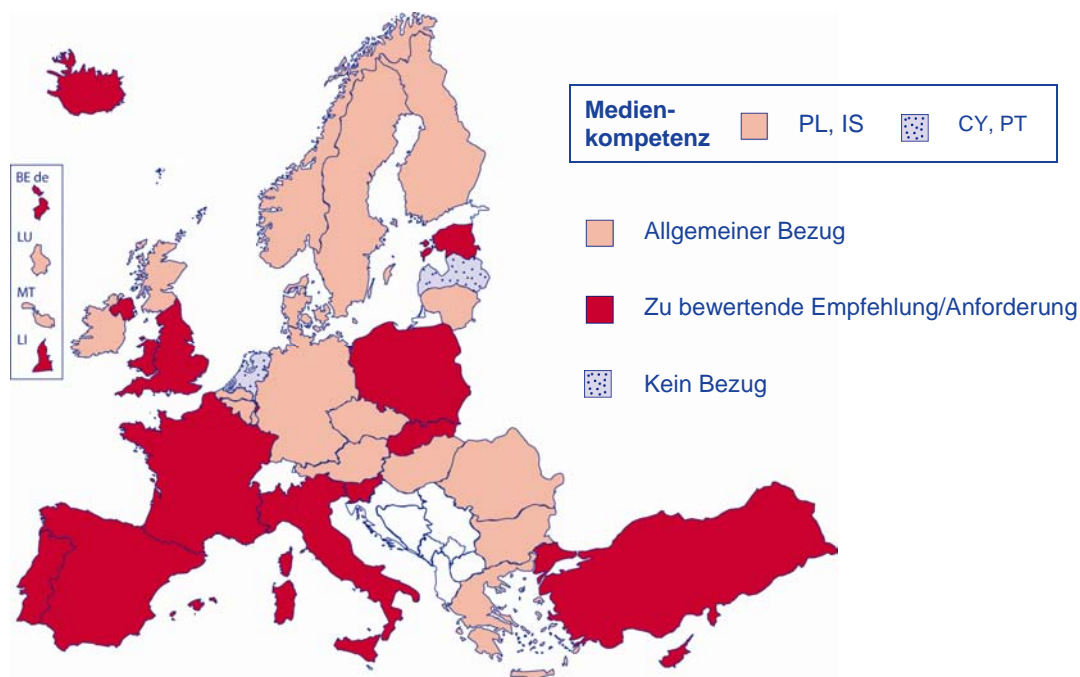 Medien-
kompetenz
PL, IS
CY, PT
BE de
LU
MT
LI
Allgemeiner Bezug
Zu bewertende Empfehlung/Anforderung
Kein Bezug